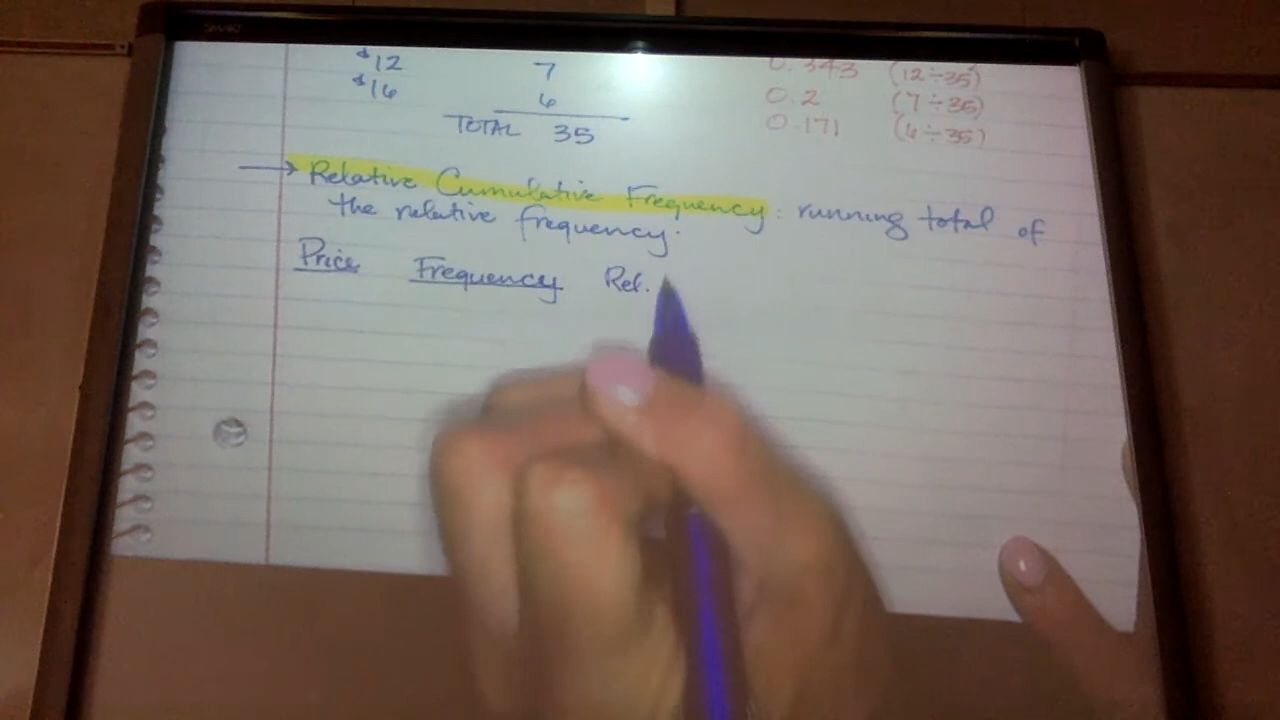 SMART
$12 7 0.343 (12÷35)
$16 6 0.2 (7÷35)
TOTAL 35 0.171 (6÷35)
→ Relative Cumulative Frequency: running total of
the relative frequency.
Price Frequency Rel.